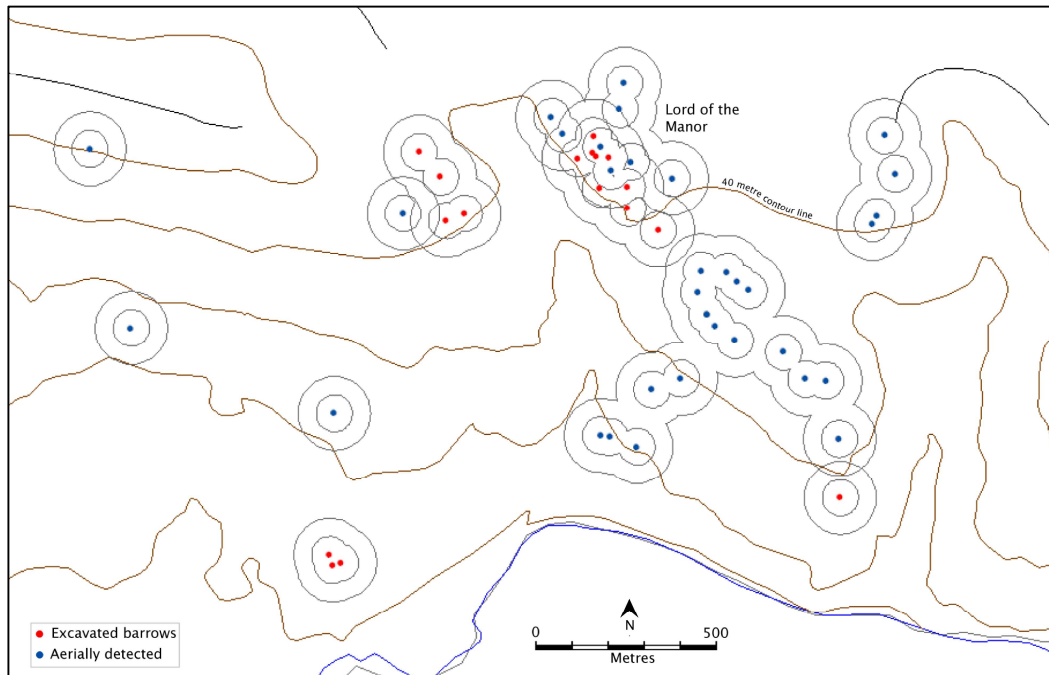 Lord of the
Manor
40 metre contour line
Excavated barrows
Aerially detected
N
0 500
Metres